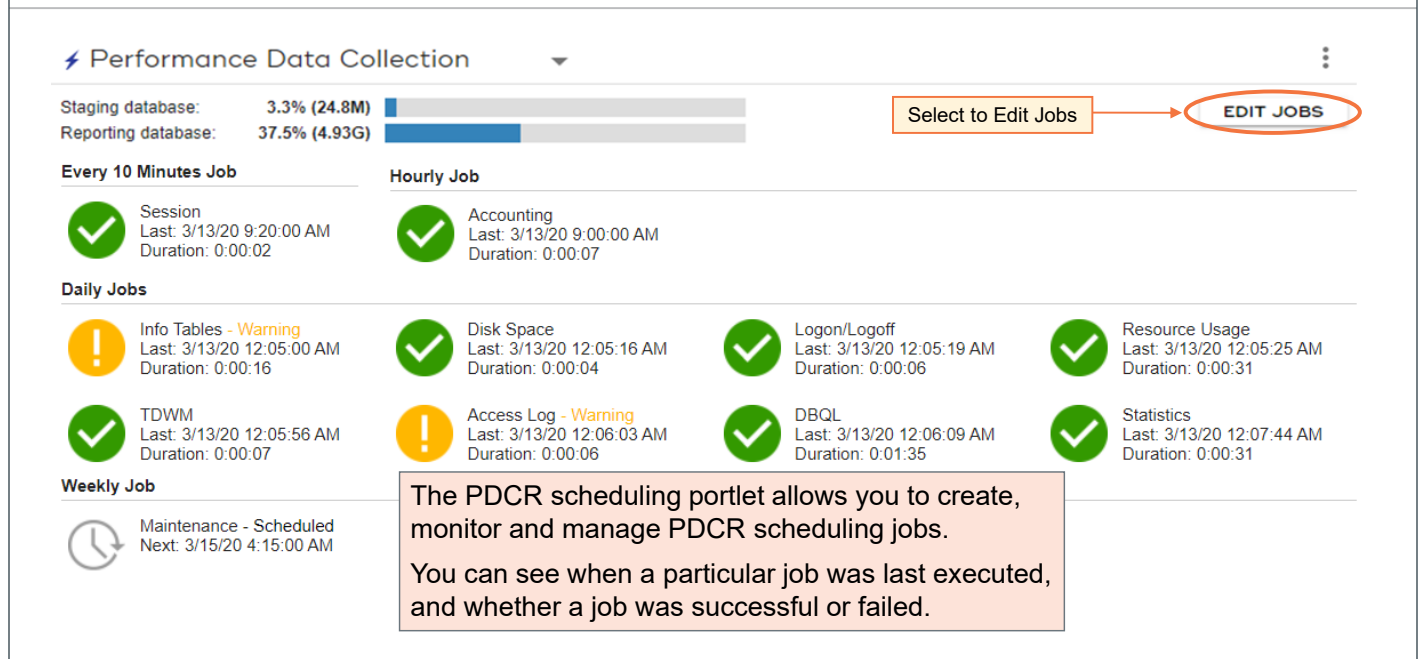 Performance Data Collection
Staging database: 3.3% (24.8M)
Reporting database: 37.5% (4.93G)
Select to Edit Jobs
EDIT JOBS
Every 10 Minutes Job
Session
Last: 3/13/20 9:20:00 AM
Duration: 0:00:02
Hourly Job
Accounting
Last: 3/13/20 9:00:00 AM
Duration: 0:00:07
Daily Jobs
Info Tables - Warning
Last: 3/13/20 12:05:00 AM
Duration: 0:00:16
Disk Space
Last: 3/13/20 12:05:16 AM
Duration: 0:00:04
Logon/Logoff
Last: 3/13/20 12:05:19 AM
Duration: 0:00:06
Resource Usage
Last: 3/13/20 12:05:25 AM
Duration: 0:00:31
TDWM
Last: 3/13/20 12:05:56 AM
Duration: 0:00:07
Access Log - Warning
Last: 3/13/20 12:06:03 AM
Duration: 0:00:06
DBQL
Last: 3/13/20 12:06:09 AM
Duration: 0:01:35
Statistics
Last: 3/13/20 12:07:44 AM
Duration: 0:00:31
Weekly Job
Maintenance - Scheduled
Next: 3/15/20 4:15:00 AM
The PDCR scheduling portlet allows you to create,
monitor and manage PDCR scheduling jobs.
You can see when a particular job was last executed,
and whether a job was successful or failed.